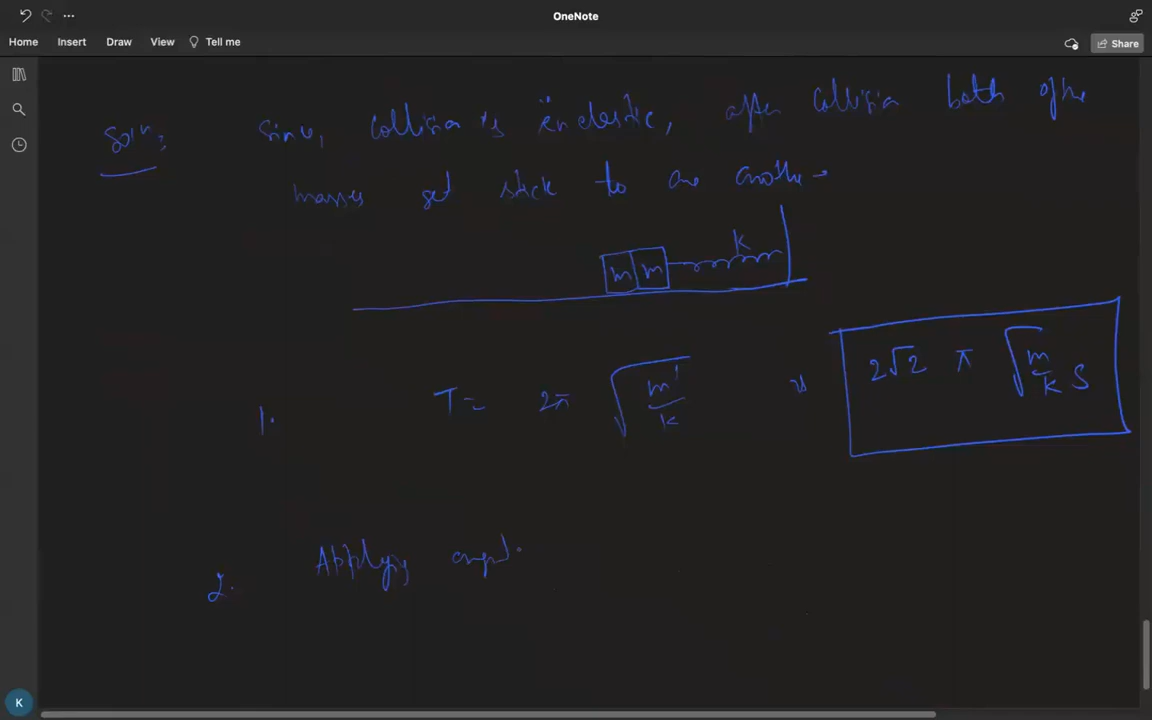 OneNote
Home Insert Draw View Tell me
Share
Soln: Since, collision is inelastic, after collision both of the
masses get stick to one another
m m k
1. T = 2π √(m'/k) 2√2 π √(m/k) s
2. Applying
K